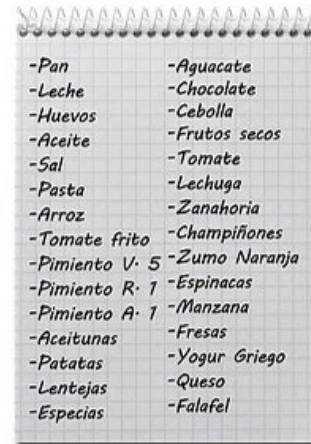 -Pan
-Leche
-Huevos
-Aceite
-Sal
-Pasta
-Arroz
-Tomate frito
-Pimiento V. 5
-Pimiento R. 1
-Pimiento A. 1
-Aceitunas
-Patatas
-Lentejas
-Especias
-Aguacate
-Chocolate
-Cebolla
-Frutos secos
-Tomate
-Lechuga
-Zanahoria
-Champiñones
-Zumo Naranja
-Espinacas
-Manzana
-Fresas
-Yogur Griego
-Queso
-Falafel